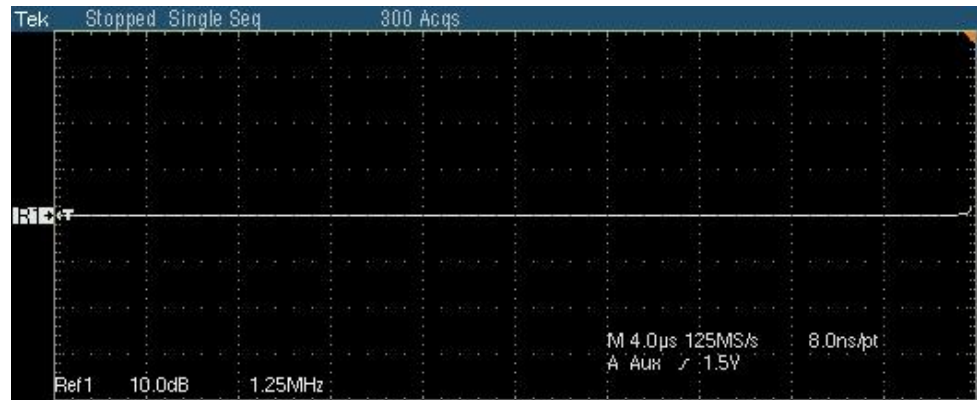 Tek Stopped Single Seq 300 Acqs
R1
T
M 4.0µs 125MS/s 8.0ns/pt
A Aux ∕ 1.5V
Ref1 10.0dB 1.25MHz